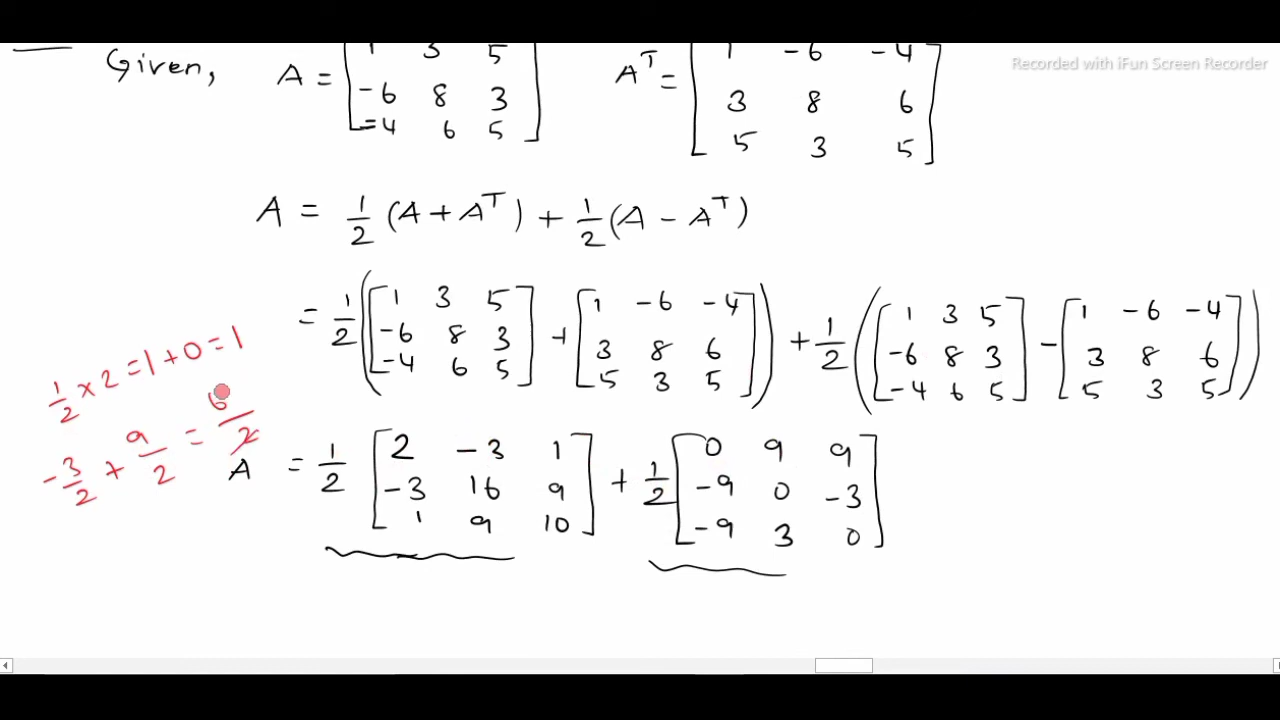 Recorded with iFun Screen Recorder
Given, A = [1 3 5; -6 8 3; -4 6 5] A^T = [1 -6 -4; 3 8 6; 5 3 5]
A = 1/2 (A + A^T) + 1/2 (A - A^T)
= 1/2 ([1 3 5; -6 8 3; -4 6 5] + [1 -6 -4; 3 8 6; 5 3 5]) + 1/2 ([1 3 5; -6 8 3; -4 6 5] - [1 -6 -4; 3 8 6; 5 3 5])
1/2 × 2 = 1 + 0 = 1
-3/2 + 9/2 = 6/2
A = 1/2 [2 -3 1; -3 16 9; 1 9 10] + 1/2 [0 9 9; -9 0 -3; -9 3 0]